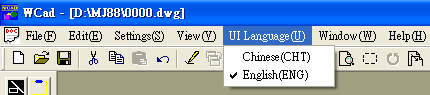 WCad - [D:\MJ88\0000.dwg]
File(F) Edit(E) Settings(S) View(V) UI Language(U) Window(W) Help(H)
Chinese(CHT)
✓ English(ENG)